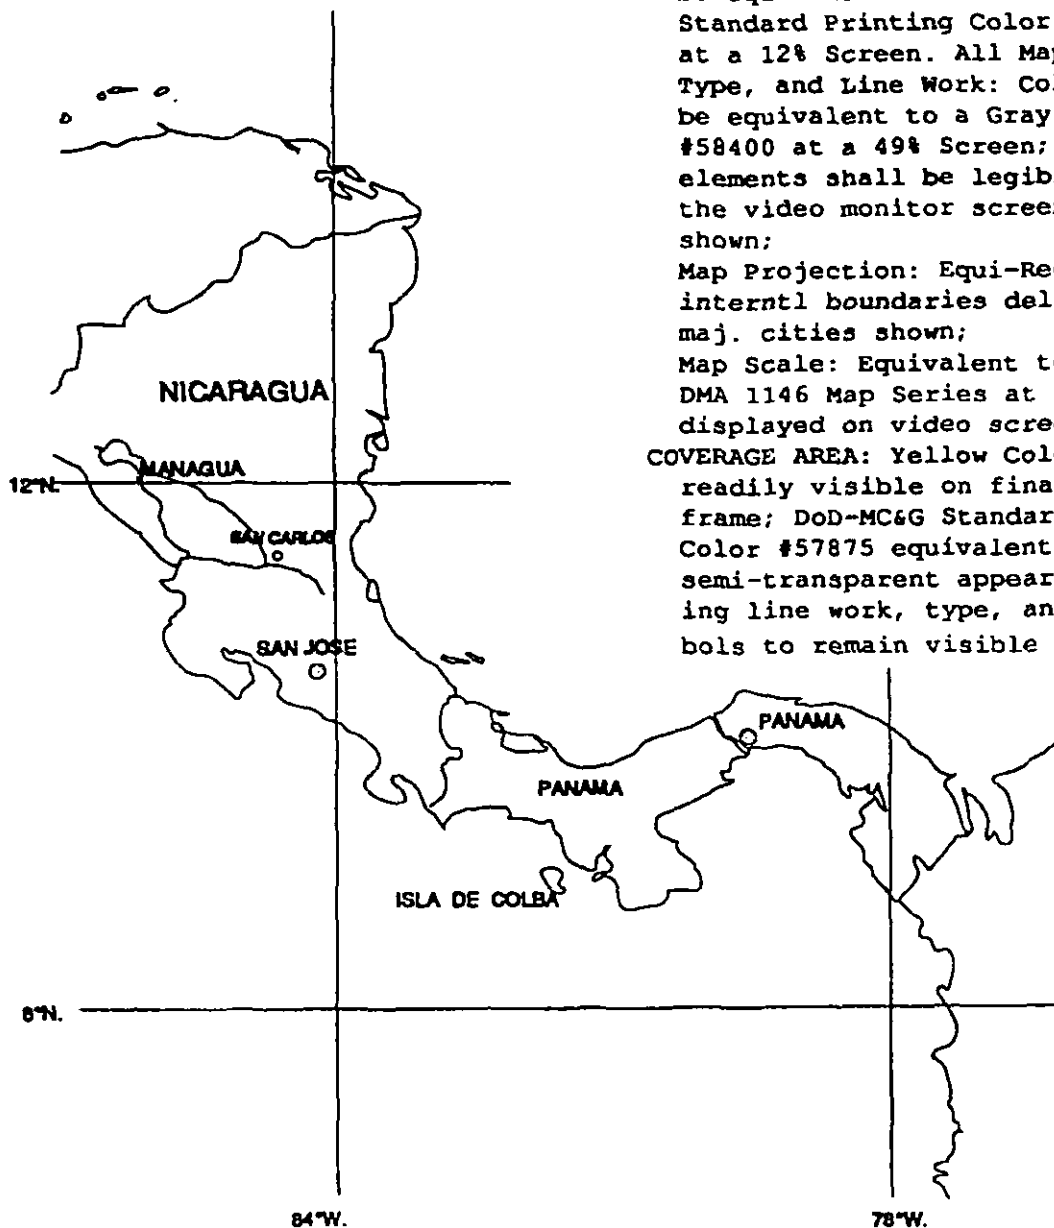 Standard Printing Color
at a 12% Screen. All Map
Type, and Line Work: Col
be equivalent to a Gray
#58400 at a 49% Screen;
elements shall be legib
the video monitor screen
shown;
Map Projection: Equi-Re
interntl boundaries del
maj. cities shown;
Map Scale: Equivalent t
DMA 1146 Map Series at
displayed on video scree
COVERAGE AREA: Yellow Col
readily visible on fina
frame; DoD-MC&G Standar
Color #57875 equivalent
semi-transparent appear
ing line work, type, an
bols to remain visible
NICARAGUA
MANAGUA
12°N.
SAN CARLOS
SAN JOSE
PANAMA
PANAMA
ISLA DE COLBA
8°N.
84°W.
78°W.